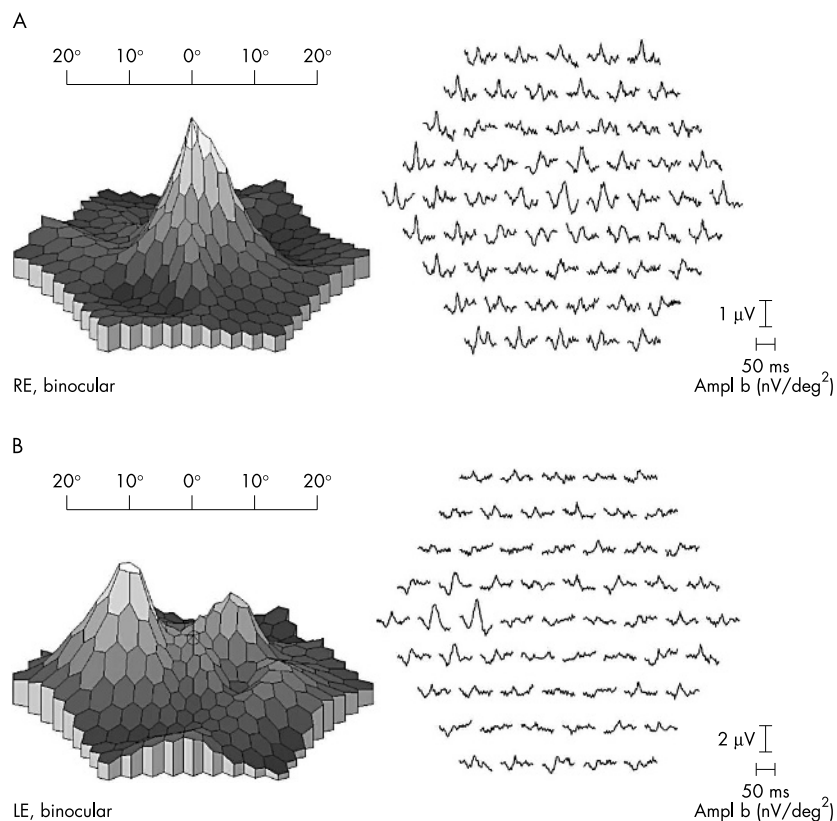 A
20° 10° 0° 10° 20°
1 μV
50 ms
RE, binocular
Ampl b (nV/deg²)
B
20° 10° 0° 10° 20°
2 μV
50 ms
LE, binocular
Ampl b (nV/deg²)